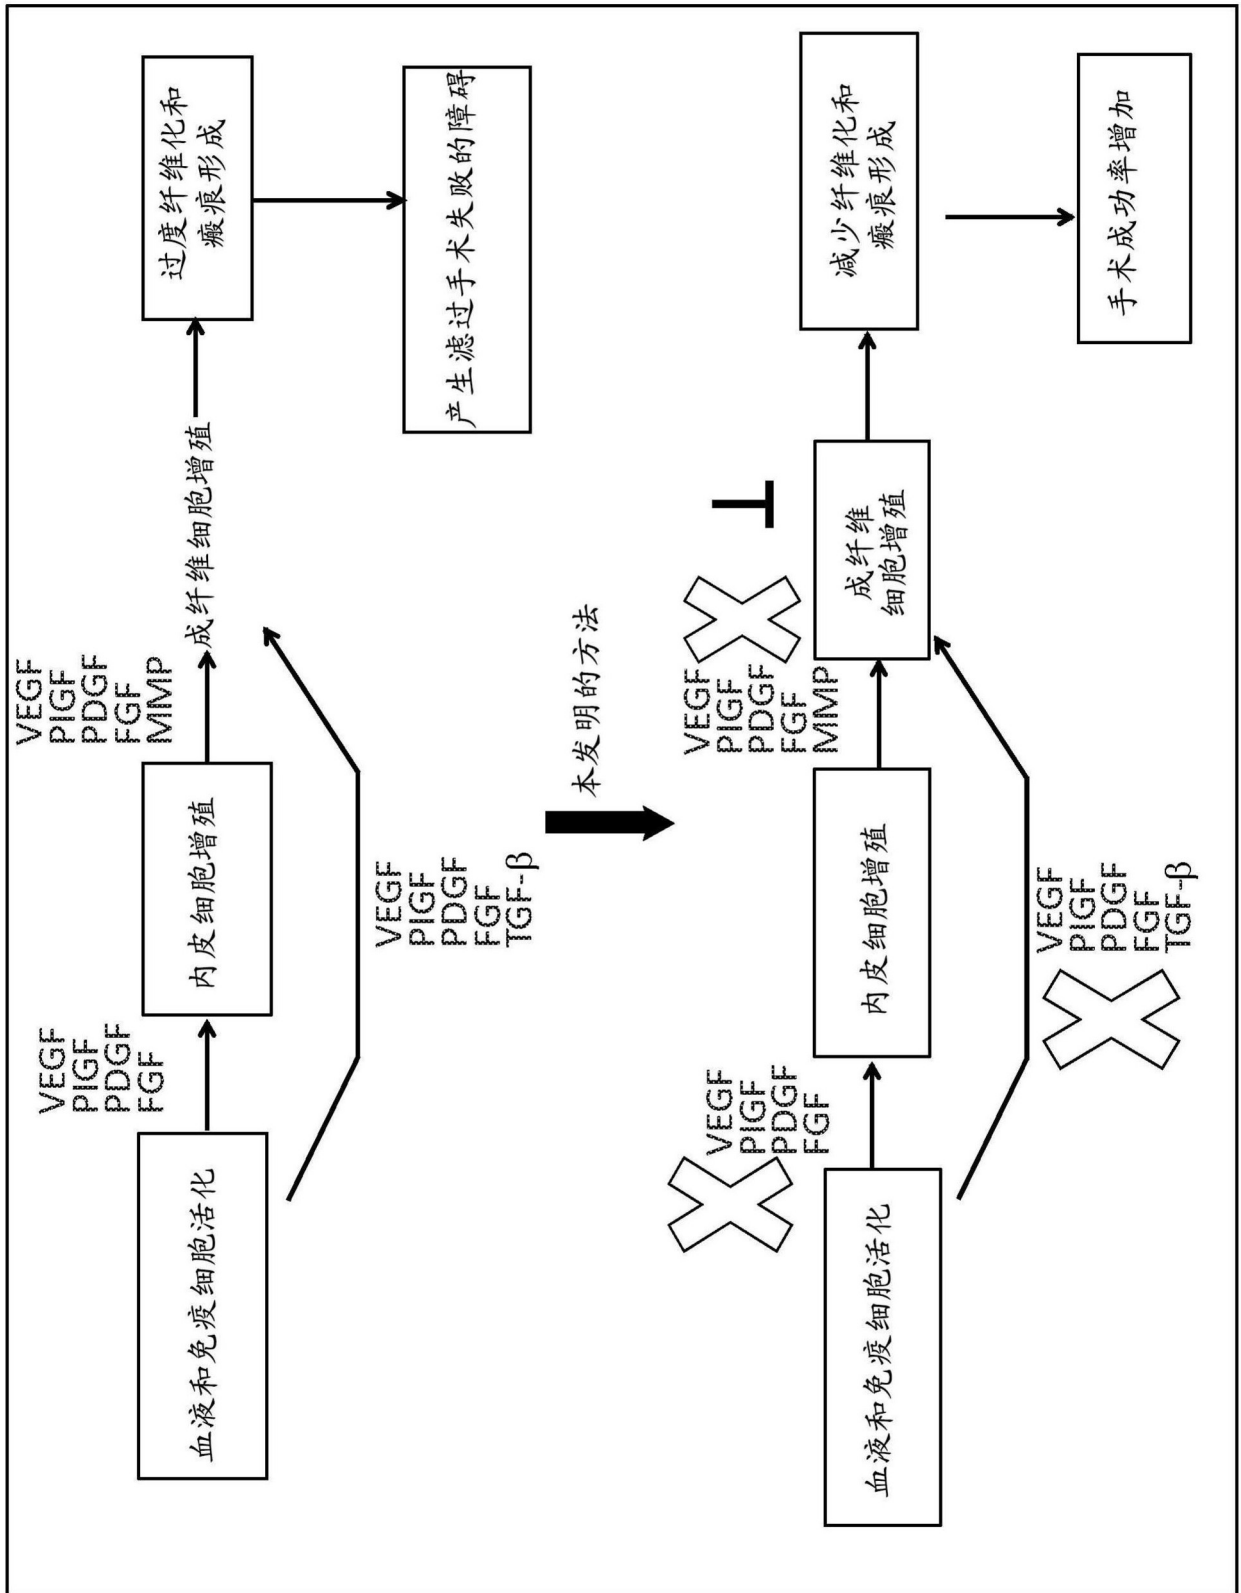 血液和免疫细胞活化
VEGF
PIGF
PDGF
FGF
内皮细胞增殖
VEGF
PIGF
PDGF
FGF
MMP
成纤维细胞增殖
过度纤维化和
瘢痕形成
VEGF
PIGF
PDGF
FGF
TGF-β
产生滤过手术失败的障碍
本发明的方法
血液和免疫细胞活化
VEGF
PIGF
PDGF
FGF
内皮细胞增殖
VEGF
PIGF
PDGF
FGF
MMP
成纤维
细胞增殖
减少纤维化和
瘢痕形成
VEGF
PIGF
PDGF
FGF
TGF-β
手术成功率增加